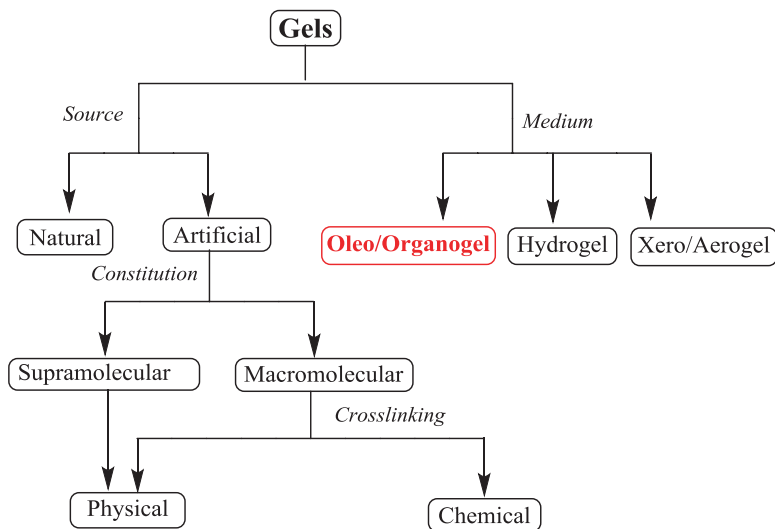 Gels
Source
Medium
Natural
Artificial
Oleo/Organogel
Hydrogel
Xero/Aerogel
Constitution
Supramolecular
Macromolecular
Crosslinking
Physical
Chemical